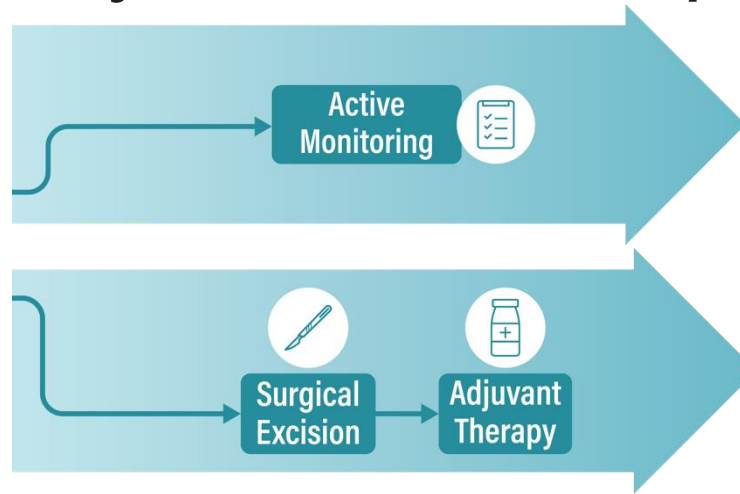 Active
Monitoring
Surgical
Excision
Adjuvant
Therapy